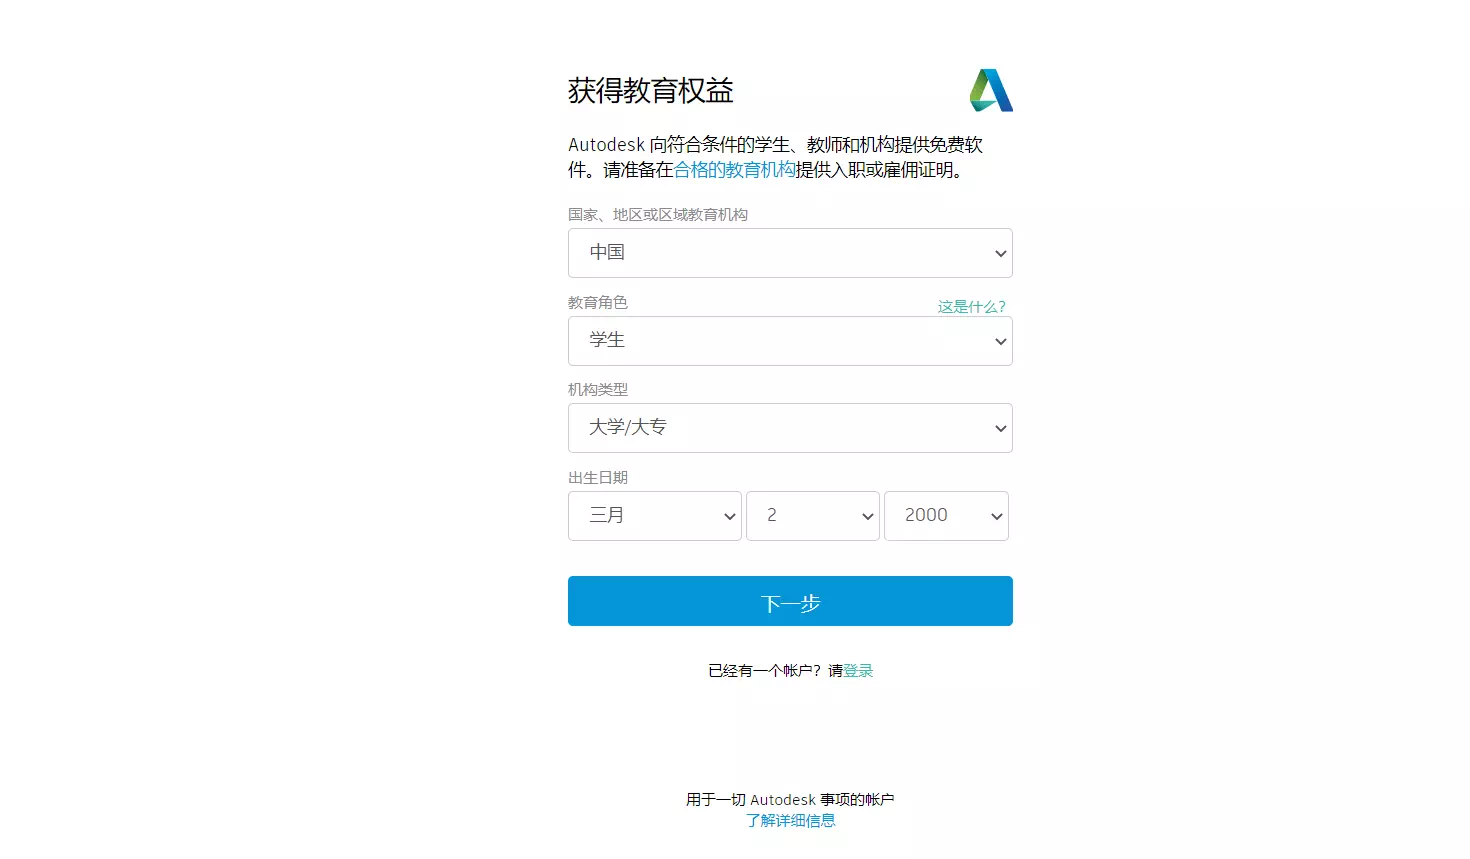 获得教育权益
Autodesk 向符合条件的学生、教师和机构提供免费软
件。请准备在合格的教育机构提供入职或雇佣证明。
国家、地区或区域教育机构
中国
教育角色
这是什么?
学生
机构类型
大学/大专
出生日期
三月 2 2000
下一步
已经有一个帐户? 请登录
用于一切 Autodesk 事项的帐户
了解详细信息